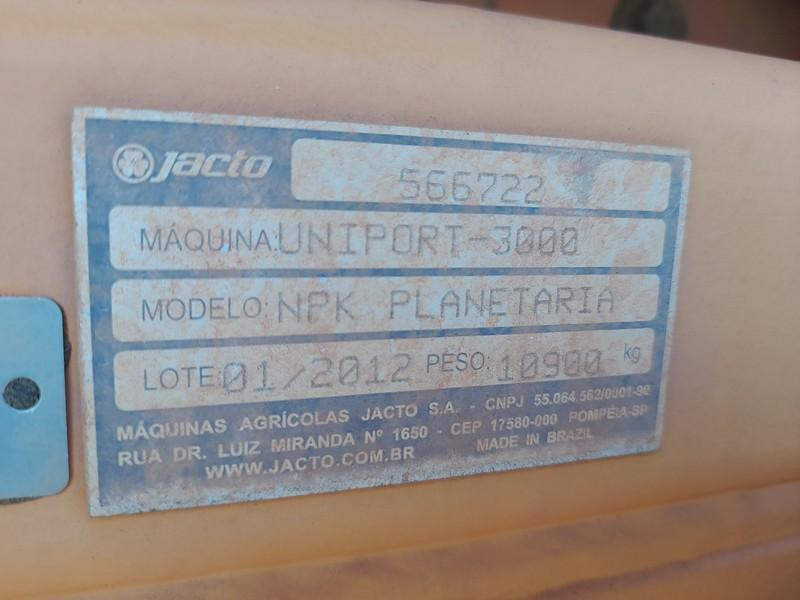 Jacto 566722
MÁQUINA: UNIPORT-3000
MODELO: NPK PLANETARIA
LOTE: 01/2012 PESO: 10900 kg
MÁQUINAS AGRÍCOLAS JACTO S.A. - CNPJ 55.064.562/0001-90
RUA DR. LUIZ MIRANDA Nº 1650 - CEP 17580-000 POMPÉIA-SP
WWW.JACTO.COM.BR MADE IN BRAZIL